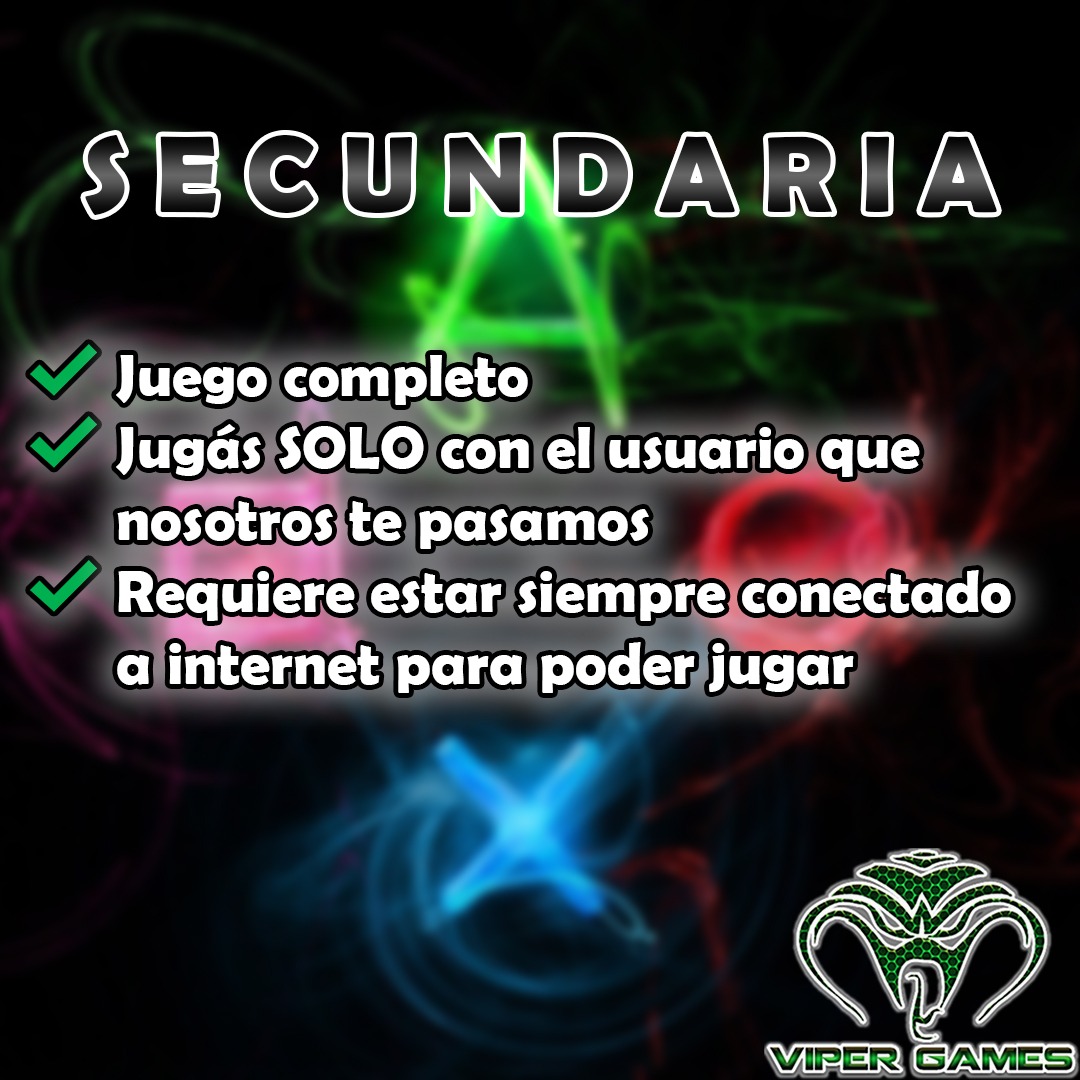 SECUNDARIA
Juego completo
Jugás SOLO con el usuario que
nosotros te pasamos
Requiere estar siempre conectado
a internet para poder jugar
VIPER GAMES